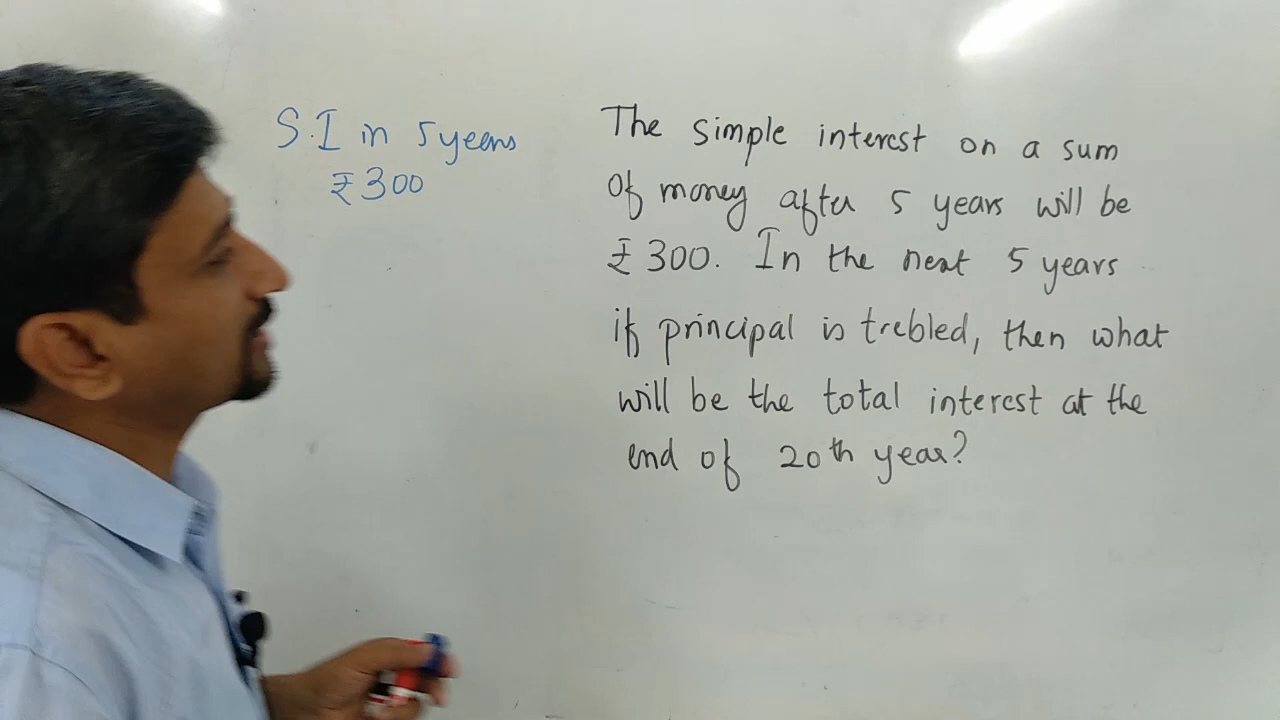 S.I in 5 years
₹300
The simple interest on a sum
of money after 5 years will be
₹300. In the next 5 years
if principal is trebled, then what
will be the total interest at the
end of 20th year?